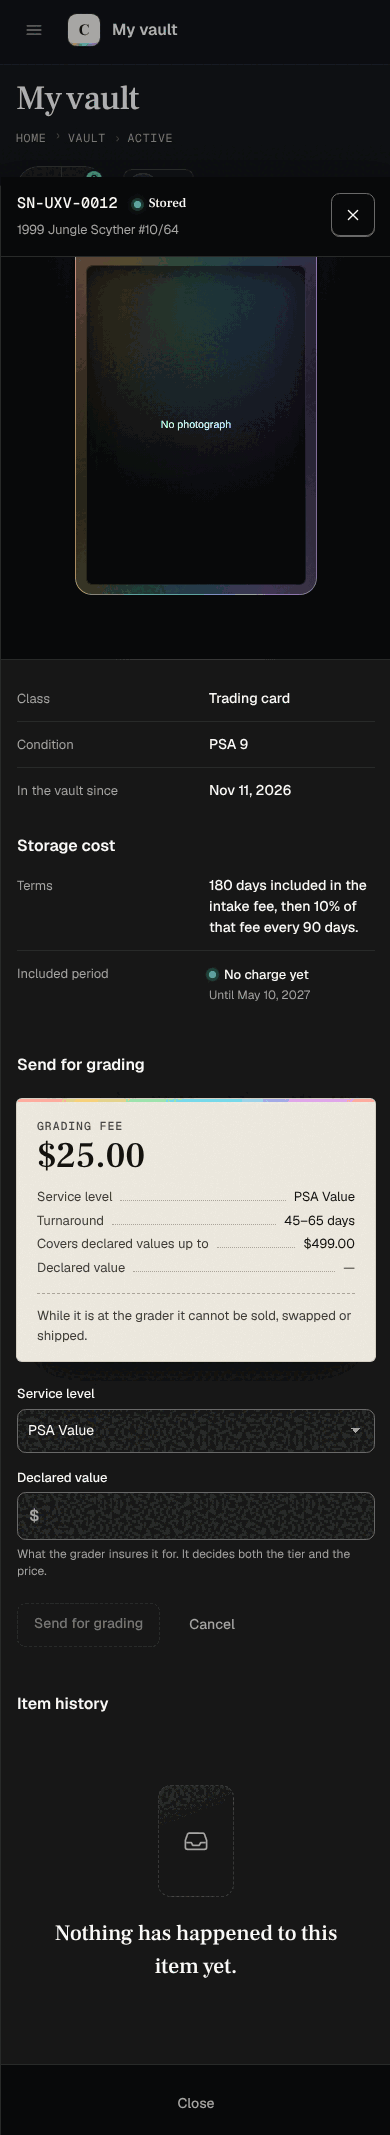 C My vault
My vault
HOME › VAULT › ACTIVE
SN-UXV-0012 Stored
1999 Jungle Scyther #10/64
No photograph
Class Trading card
Condition PSA 9
In the vault since Nov 11, 2026
Storage cost
Terms 180 days included in the
intake fee, then 10% of
that fee every 90 days.
Included period No charge yet
Until May 10, 2027
Send for grading
GRADING FEE
$25.00
Service level PSA Value
Turnaround 45–65 days
Covers declared values up to $499.00
Declared value —
While it is at the grader it cannot be sold, swapped or
shipped.
Service level
PSA Value
Declared value
$
What the grader insures it for. It decides both the tier and the
price.
Send for grading Cancel
Item history
Nothing has happened to this
item yet.
Close